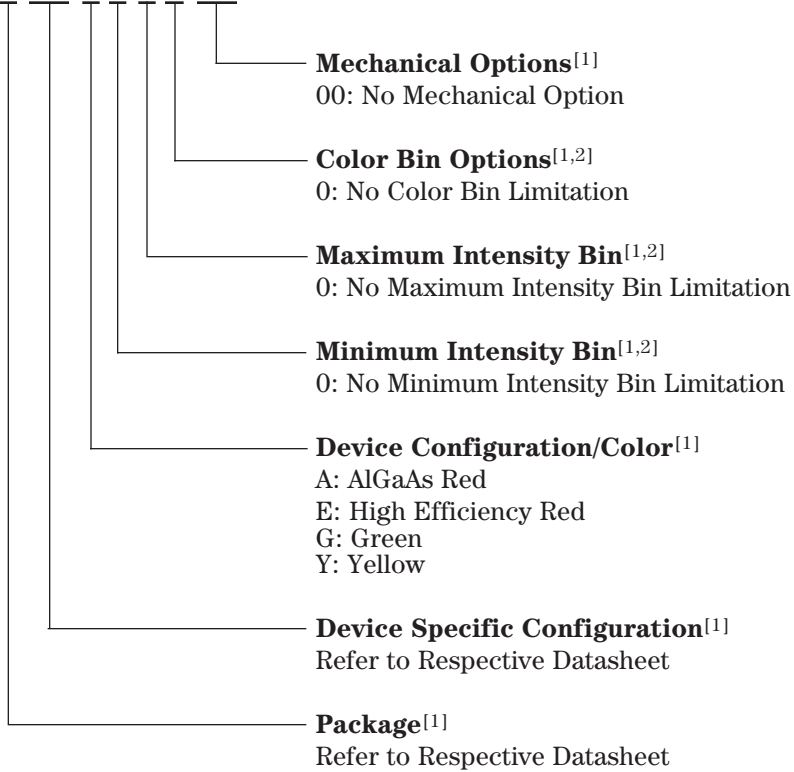 Mechanical Options[1]
00: No Mechanical Option
Color Bin Options[1,2]
0: No Color Bin Limitation
Maximum Intensity Bin[1,2]
0: No Maximum Intensity Bin Limitation
Minimum Intensity Bin[1,2]
0: No Minimum Intensity Bin Limitation
Device Configuration/Color[1]
A: AlGaAs Red
E: High Efficiency Red
G: Green
Y: Yellow
Device Specific Configuration[1]
Refer to Respective Datasheet
Package[1]
Refer to Respective Datasheet